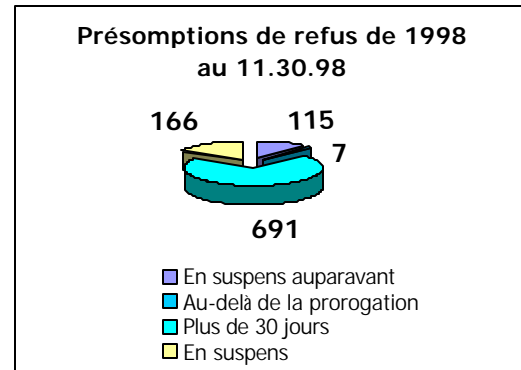 Présomptions de refus de 1998
au 11.30.98
166
115
7
691
En suspens auparavant
Au-delà de la prorogation
Plus de 30 jours
En suspens